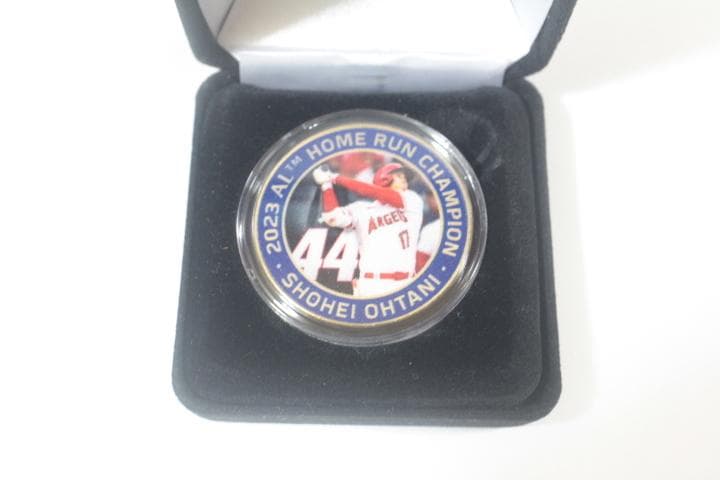 2023 AL™ HOME RUN CHAMPION
· SHOHEI OHTANI ·
44
ANGELS
17